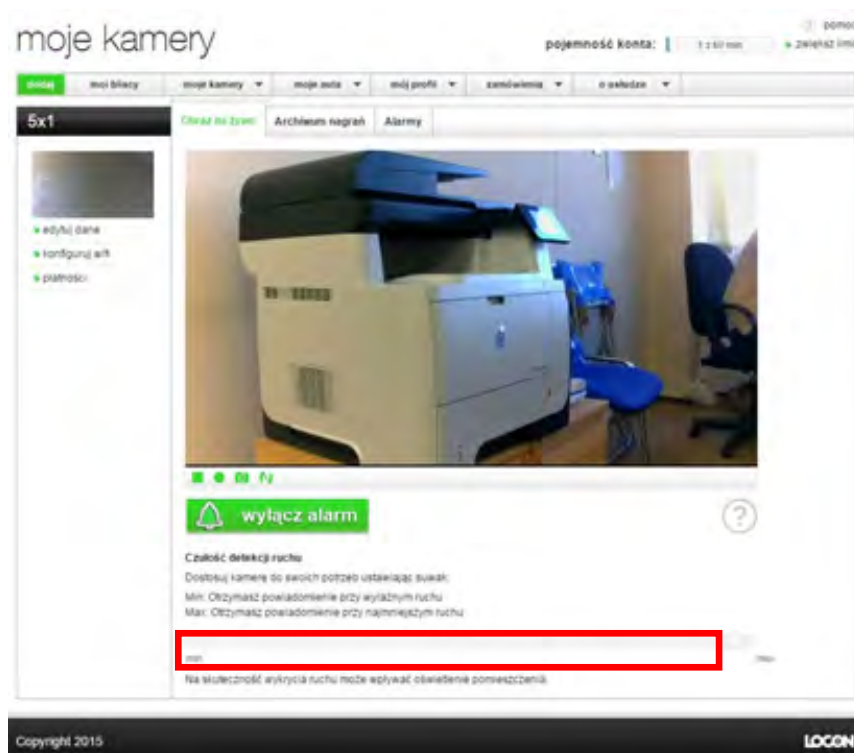 moje kamery
pomoc
pojemność konta:
zwiększ limit
dodaj moi bliscy moje kamery moje auta mój profil zamówienia o usłudze
5x1
Obraz na żywo Archiwum nagrań Alarmy
edytuj dane
konfiguruj wifi
płatności
wyłącz alarm
?
Czułość detekcji ruchu
Dostosuj kamerę do swoich potrzeb ustawiając suwak:
Min: Otrzymasz powiadomienie przy wyraźnym ruchu
Max: Otrzymasz powiadomienie przy najmniejszym ruchu
min max
Na skuteczność wykrycia ruchu może wpływać oświetlenie pomieszczenia.
Copyright 2015
LOCON